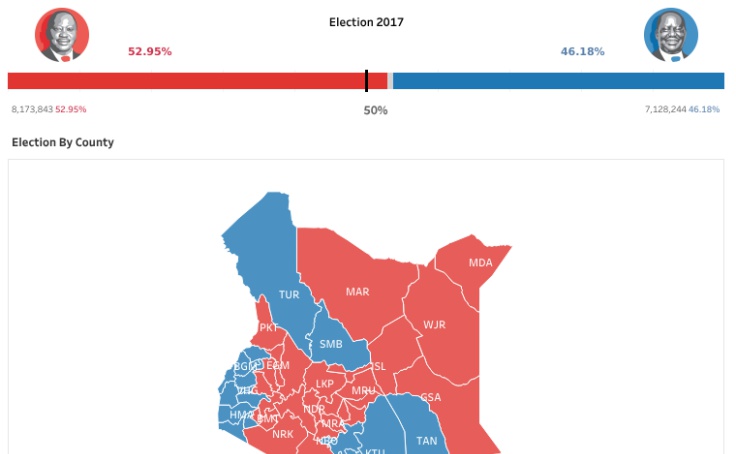 Election 2017
52.95%
46.18%
8,173,843 52.95%
50%
7,128,244 46.18%
Election By County
MDA
TUR
MAR
WJR
PKT
SMB
BGM
EGM
ISL
LKP
MRU
VHG
GSA
HMA
BMT
NDR
MRA
NRK
NBO
TAN
KTU